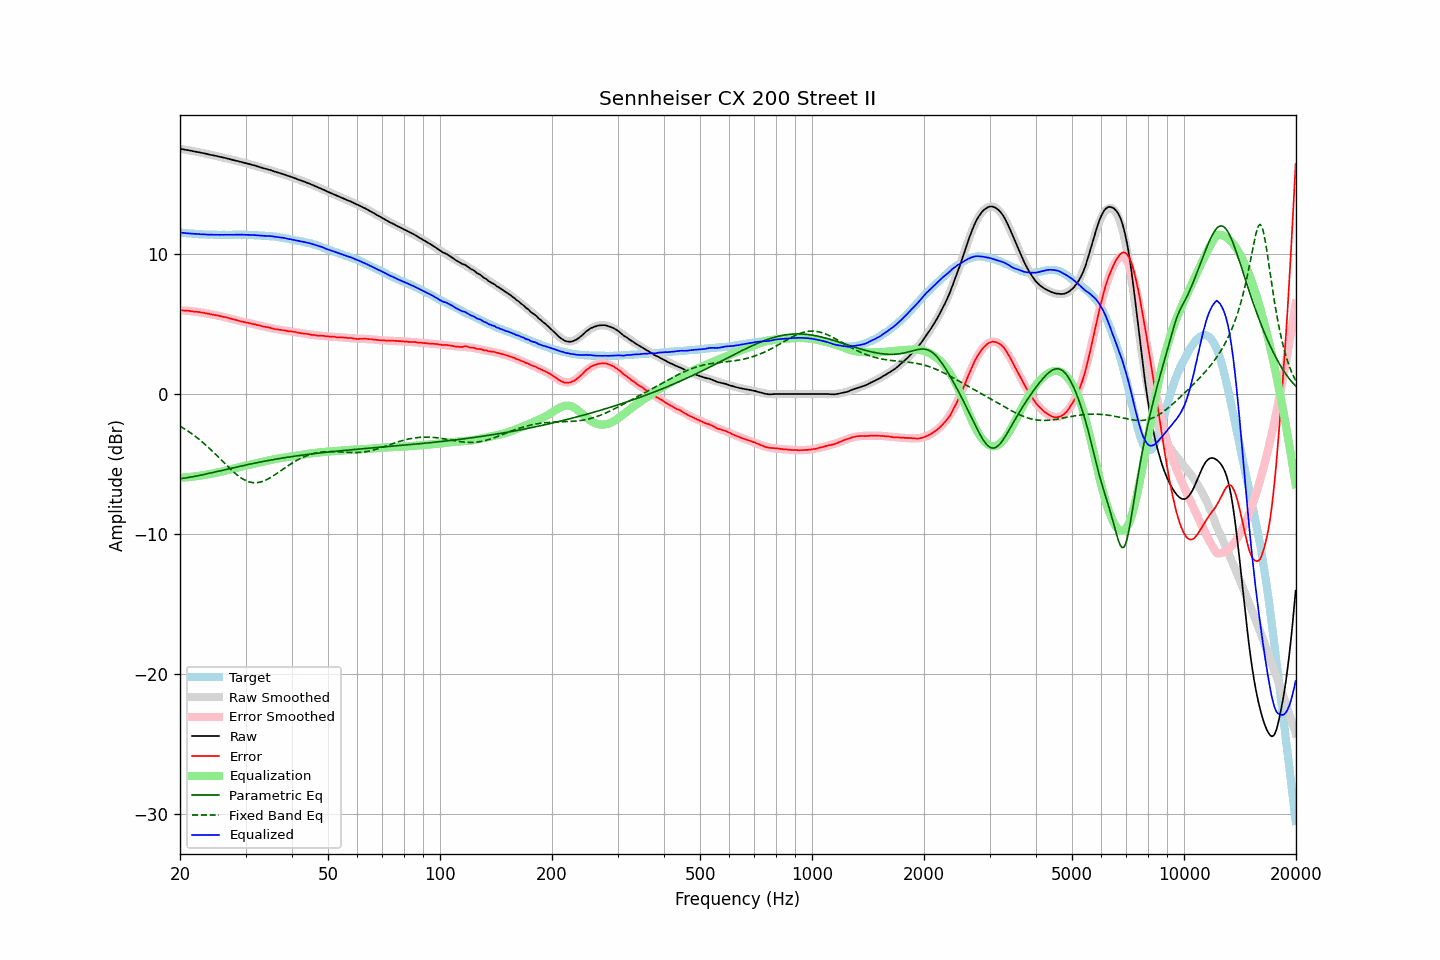 Sennheiser CX 200 Street II
Amplitude (dBr)
10
0
−10
−20
−30
Target
Raw Smoothed
Error Smoothed
Raw
Error
Equalization
Parametric Eq
Fixed Band Eq
Equalized
20 50 100 200 500 1000 2000 5000 10000 20000
Frequency (Hz)